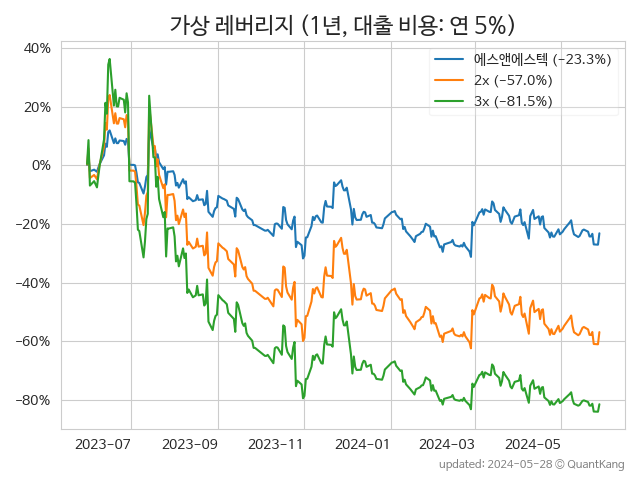 가상 레버리지 (1년, 대출 비용: 연 5%)
40%
20%
0%
−20%
−40%
−60%
−80%
에스앤에스텍 (−23.3%)
2x (−57.0%)
3x (−81.5%)
2023-07 2023-09 2023-11 2024-01 2024-03 2024-05
updated: 2024-05-28 © QuantKang